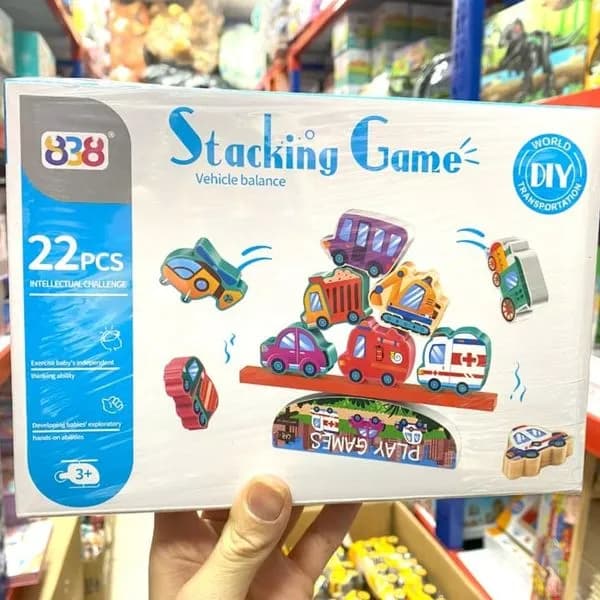 838®
Stacking Game
Vehicle balance
WORLD
DIY
TRANSPORTATION
22PCS
INTELLECTUAL CHALLENGE
Exercise baby's independent
thinking ability
Developing babies' exploratory
hands-on abilities
3+
PLAY GAMES